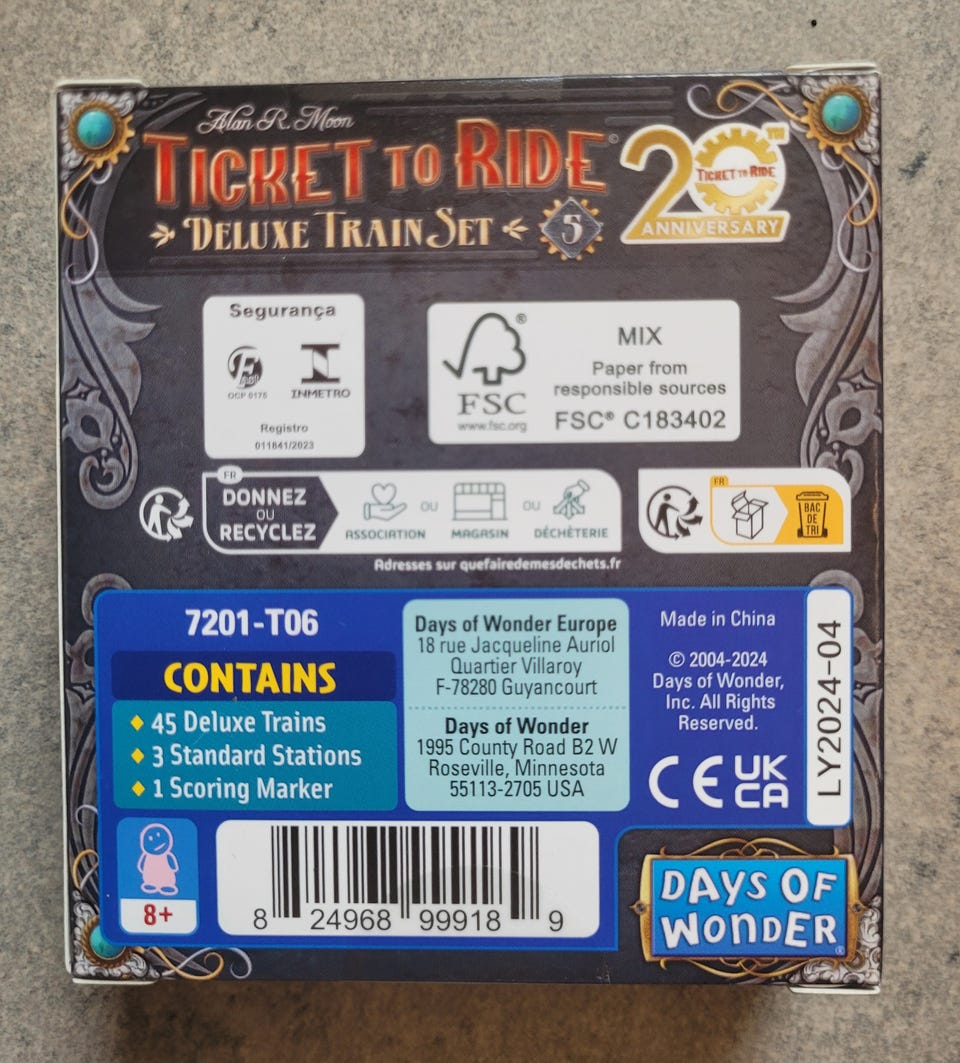 Alan R. Moon
TICKET TO RIDE©
DELUXE TRAIN SET
5
20TH
TICKET TO RIDE
ANNIVERSARY
Segurança
OCP 0175
INMETRO
Registro
011841/2023
®
FSC
www.fsc.org
MIX
Paper from
responsible sources
FSC® C183402
FR
DONNEZ
OU
RECYCLEZ
ASSOCIATION
OU
MAGASIN
OU
DÉCHÈTERIE
FR
BAC
DE
TRI
Adresses sur quefairedemesdechets.fr
7201-T06
CONTAINS
45 Deluxe Trains
3 Standard Stations
1 Scoring Marker
Days of Wonder Europe
18 rue Jacqueline Auriol
Quartier Villaroy
F-78280 Guyancourt
Days of Wonder
1995 County Road B2 W
Roseville, Minnesota
55113-2705 USA
Made in China
© 2004-2024
Days of Wonder,
Inc. All Rights
Reserved.
CE
UK
CA
LY2024-04
8+
8 24968 99918 9
DAYS OF
WONDER®